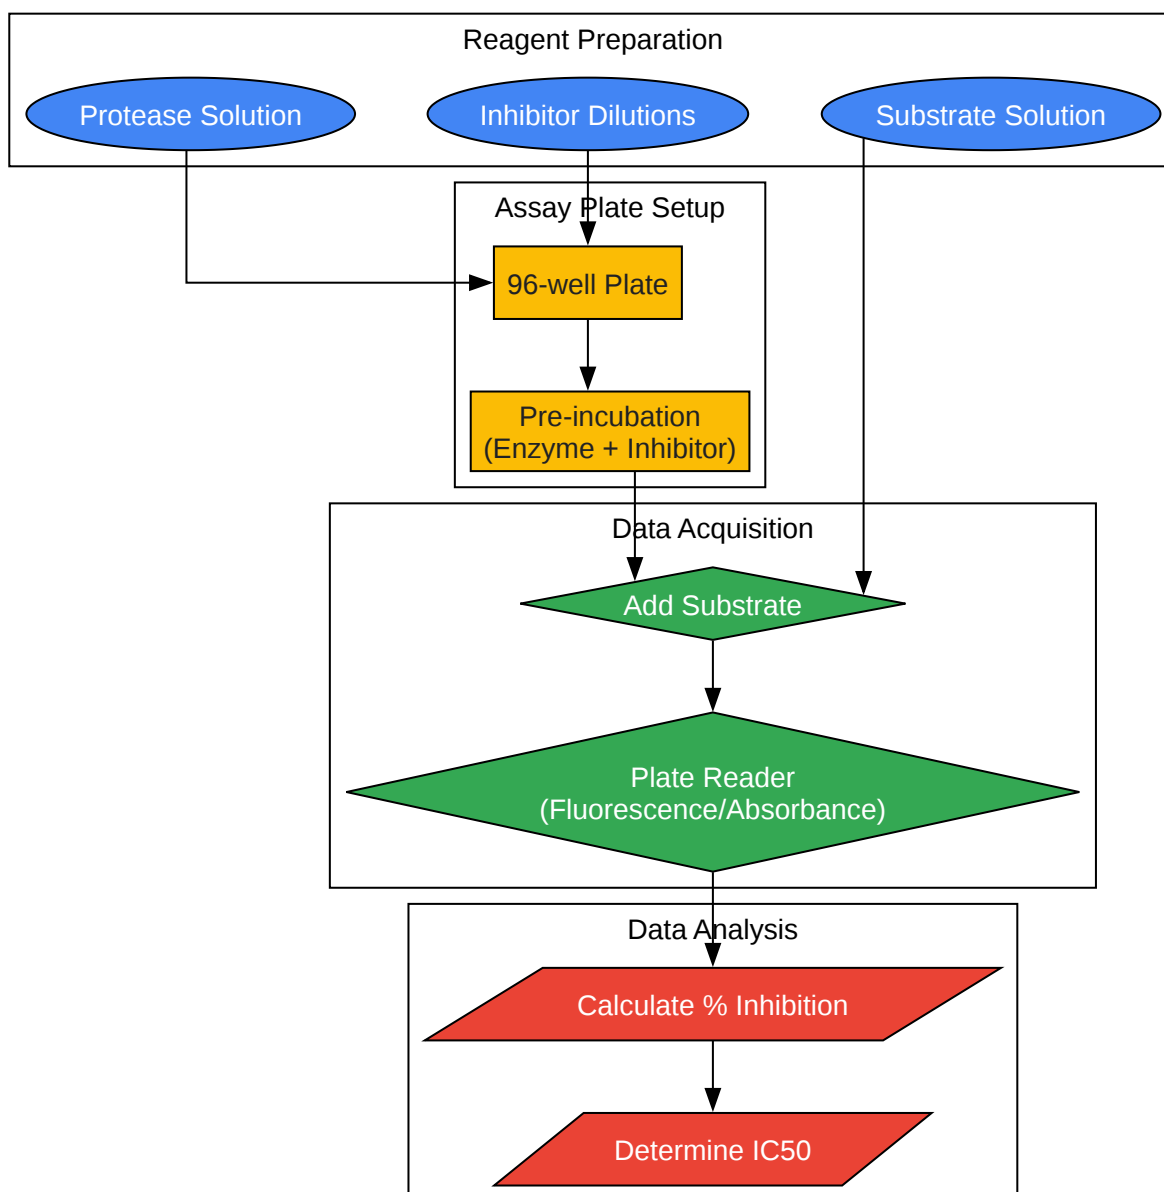 Reagent Preparation
Protease Solution
Inhibitor Dilutions
Substrate Solution
Assay Plate Setup
96-well Plate
Pre-incubation
(Enzyme + Inhibitor)
Data Acquisition
Add Substrate
Plate Reader
(Fluorescence/Absorbance)
Data Analysis
Calculate % Inhibition
Determine IC50